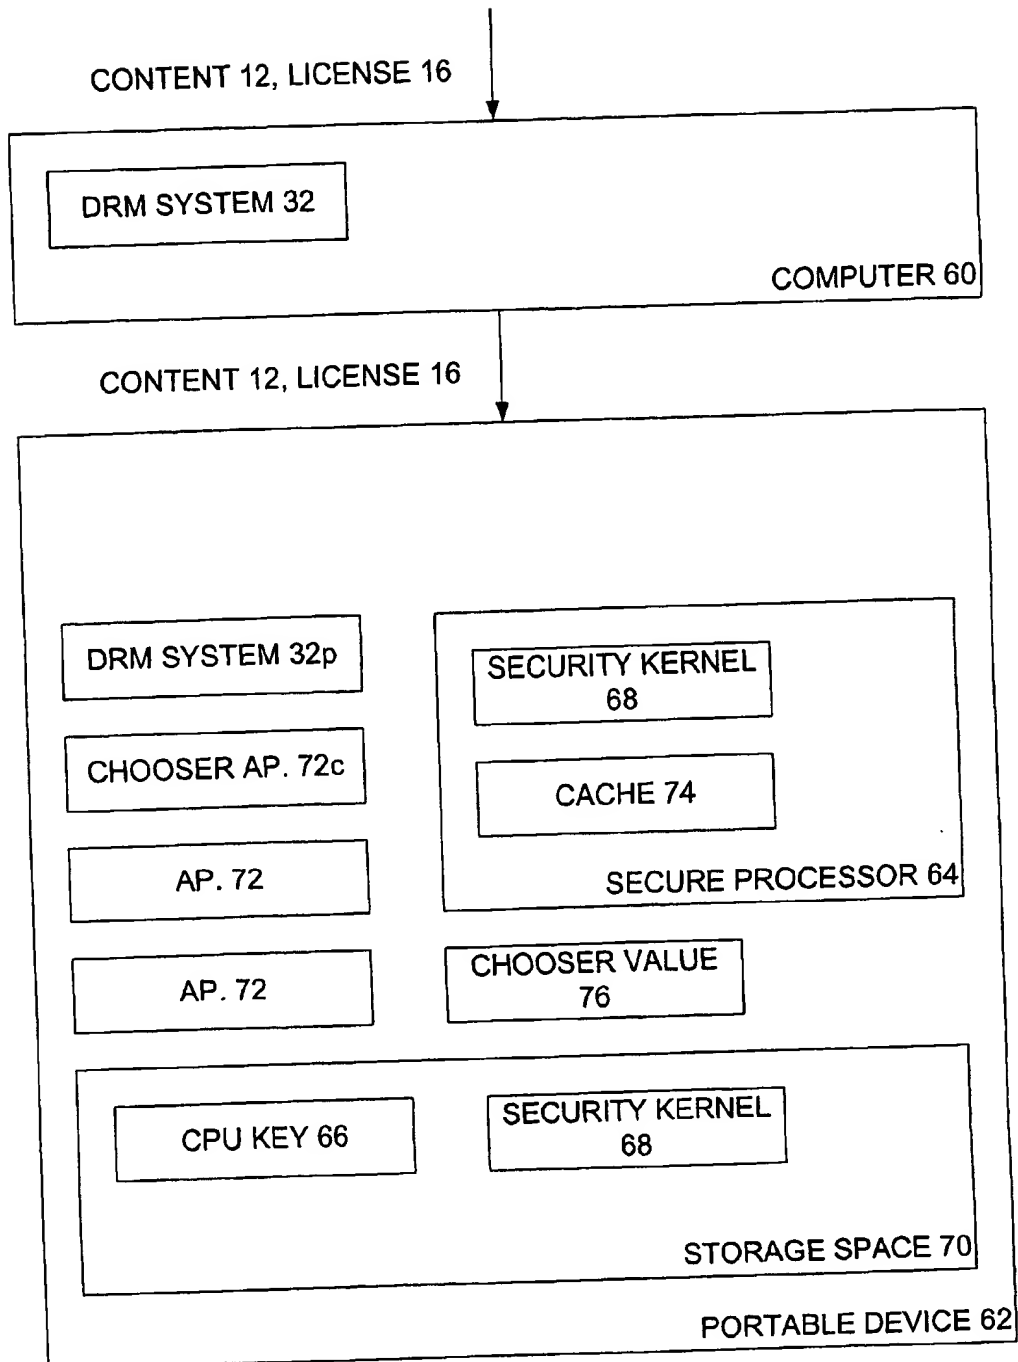 CONTENT 12, LICENSE 16
DRM SYSTEM 32
COMPUTER 60
CONTENT 12, LICENSE 16
DRM SYSTEM 32p
CHOOSER AP. 72c
AP. 72
AP. 72
SECURITY KERNEL
68
CACHE 74
SECURE PROCESSOR 64
CHOOSER VALUE
76
CPU KEY 66
SECURITY KERNEL
68
STORAGE SPACE 70
PORTABLE DEVICE 62